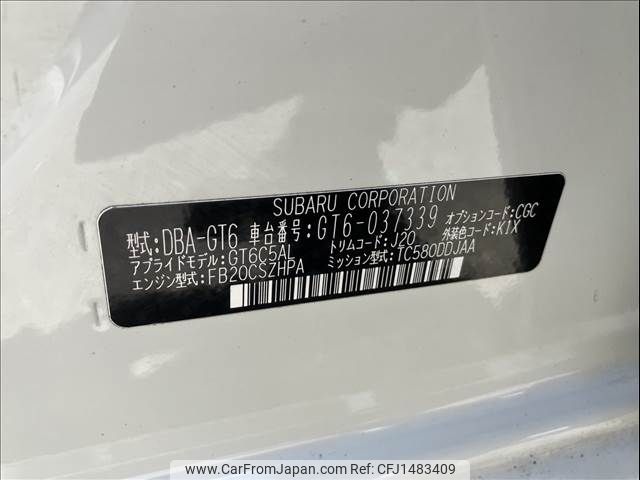 SUBARU CORPORATION
型式:DBA-GT6 車台番号:GT6-037339 オプションコード:CGC
アプライドモデル:GT6C5AL トリムコード:J20 外装色コード:K1X
エンジン型式:FB20CSZHPA ミッション型式:TC580DDJAA
www.carfromjapan.com © Car From Japan - CFJ1483409